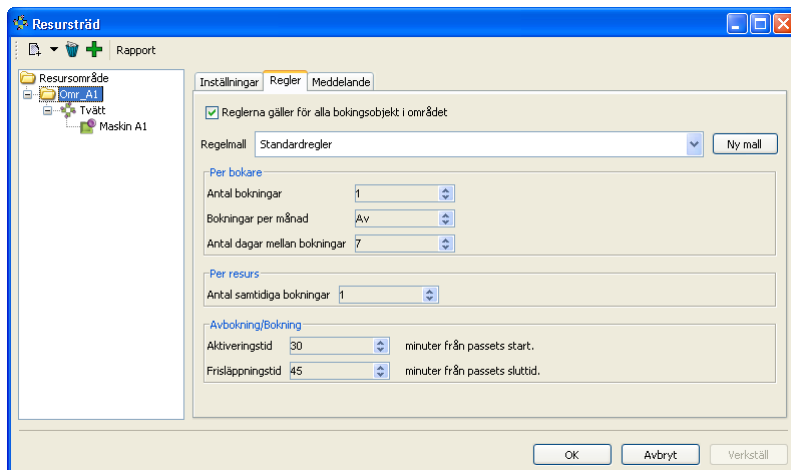 Resursträd
Rapport
Resursområde
Omr_A1
Tvätt
Maskin A1
Inställningar Regler Meddelande
Reglerna gäller för alla bokingsobjekt i området
Regelmall Standardregler Ny mall
Per bokare
Antal bokningar 1
Bokningar per månad Av
Antal dagar mellan bokningar 7
Per resurs
Antal samtidiga bokningar 1
Avbokning/Bokning
Aktiveringstid 30 minuter från passets start.
Frisläppningstid 45 minuter från passets sluttid.
OK Avbryt Verkställ